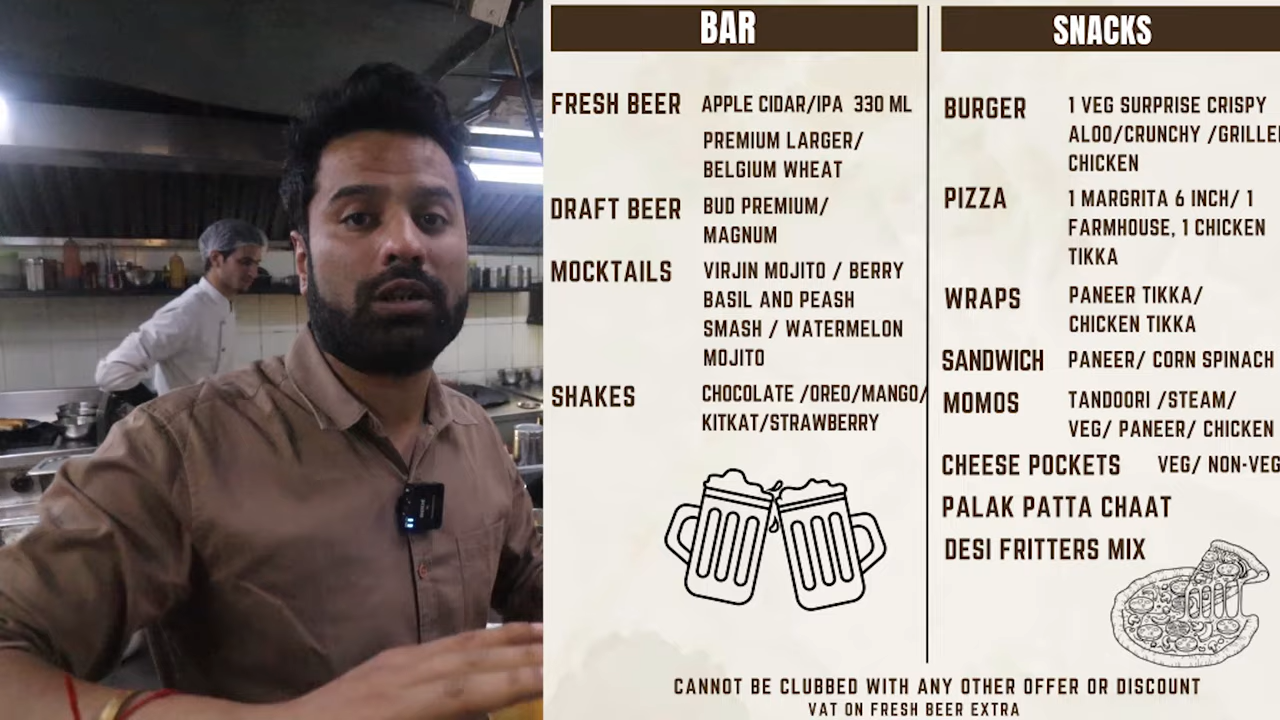 BAR
FRESH BEER APPLE CIDAR/IPA 330 ML
PREMIUM LARGER/
BELGIUM WHEAT
DRAFT BEER BUD PREMIUM/
MAGNUM
MOCKTAILS VIRJIN MOJITO / BERRY
BASIL AND PEASH
SMASH / WATERMELON
MOJITO
SHAKES CHOCOLATE /OREO/MANGO/
KITKAT/STRAWBERRY
SNACKS
BURGER 1 VEG SURPRISE CRISPY
ALOO/CRUNCHY /GRILLE
CHICKEN
PIZZA 1 MARGRITA 6 INCH/ 1
FARMHOUSE, 1 CHICKEN
TIKKA
WRAPS PANEER TIKKA/
CHICKEN TIKKA
SANDWICH PANEER/ CORN SPINACH
MOMOS TANDOORI /STEAM/
VEG/ PANEER/ CHICKEN
CHEESE POCKETS VEG/ NON-VEG
PALAK PATTA CHAAT
DESI FRITTERS MIX
CANNOT BE CLUBBED WITH ANY OTHER OFFER OR DISCOUNT
VAT ON FRESH BEER EXTRA